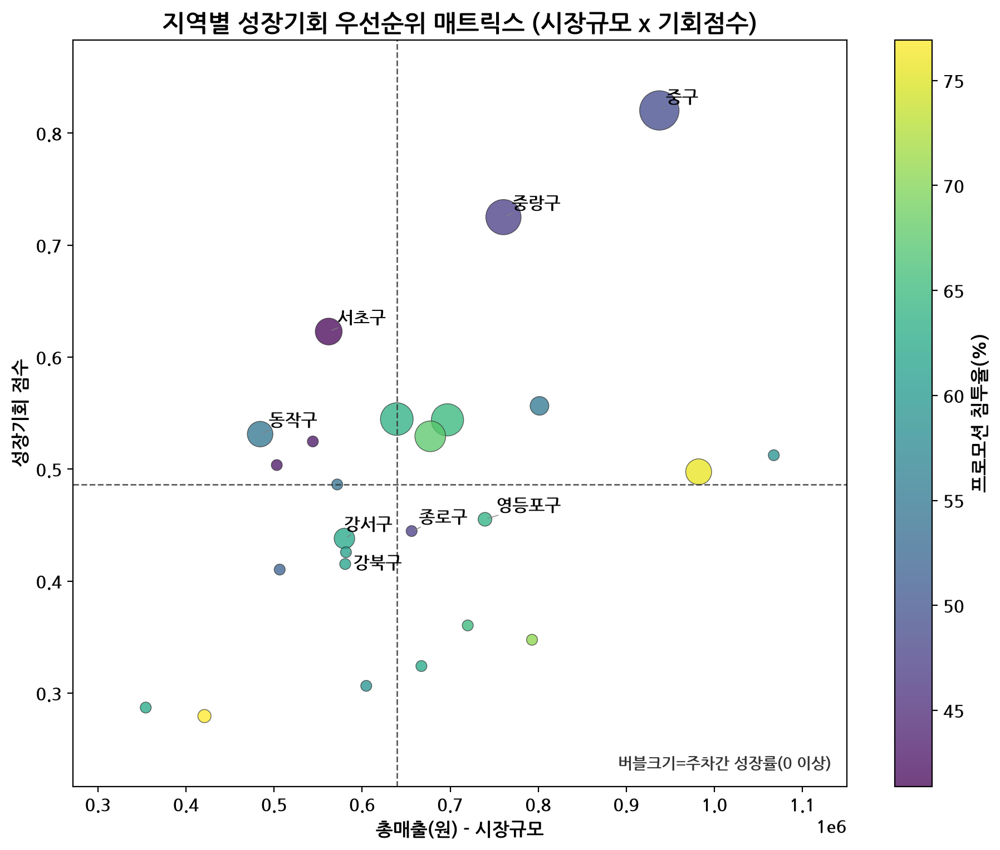 지역별 성장기회 우선순위 매트릭스 (시장규모 x 기회점수)
성장기회 점수
0.8
0.7
0.6
0.5
0.4
0.3
중구
중랑구
서초구
동작구
영등포구
종로구
강서구
강북구
버블크기=주차간 성장률(0 이상)
0.3 0.4 0.5 0.6 0.7 0.8 0.9 1.0 1.1
1e6
총매출(원) - 시장규모
75
70
65
60
55
50
45
프로모션 침투율(%)